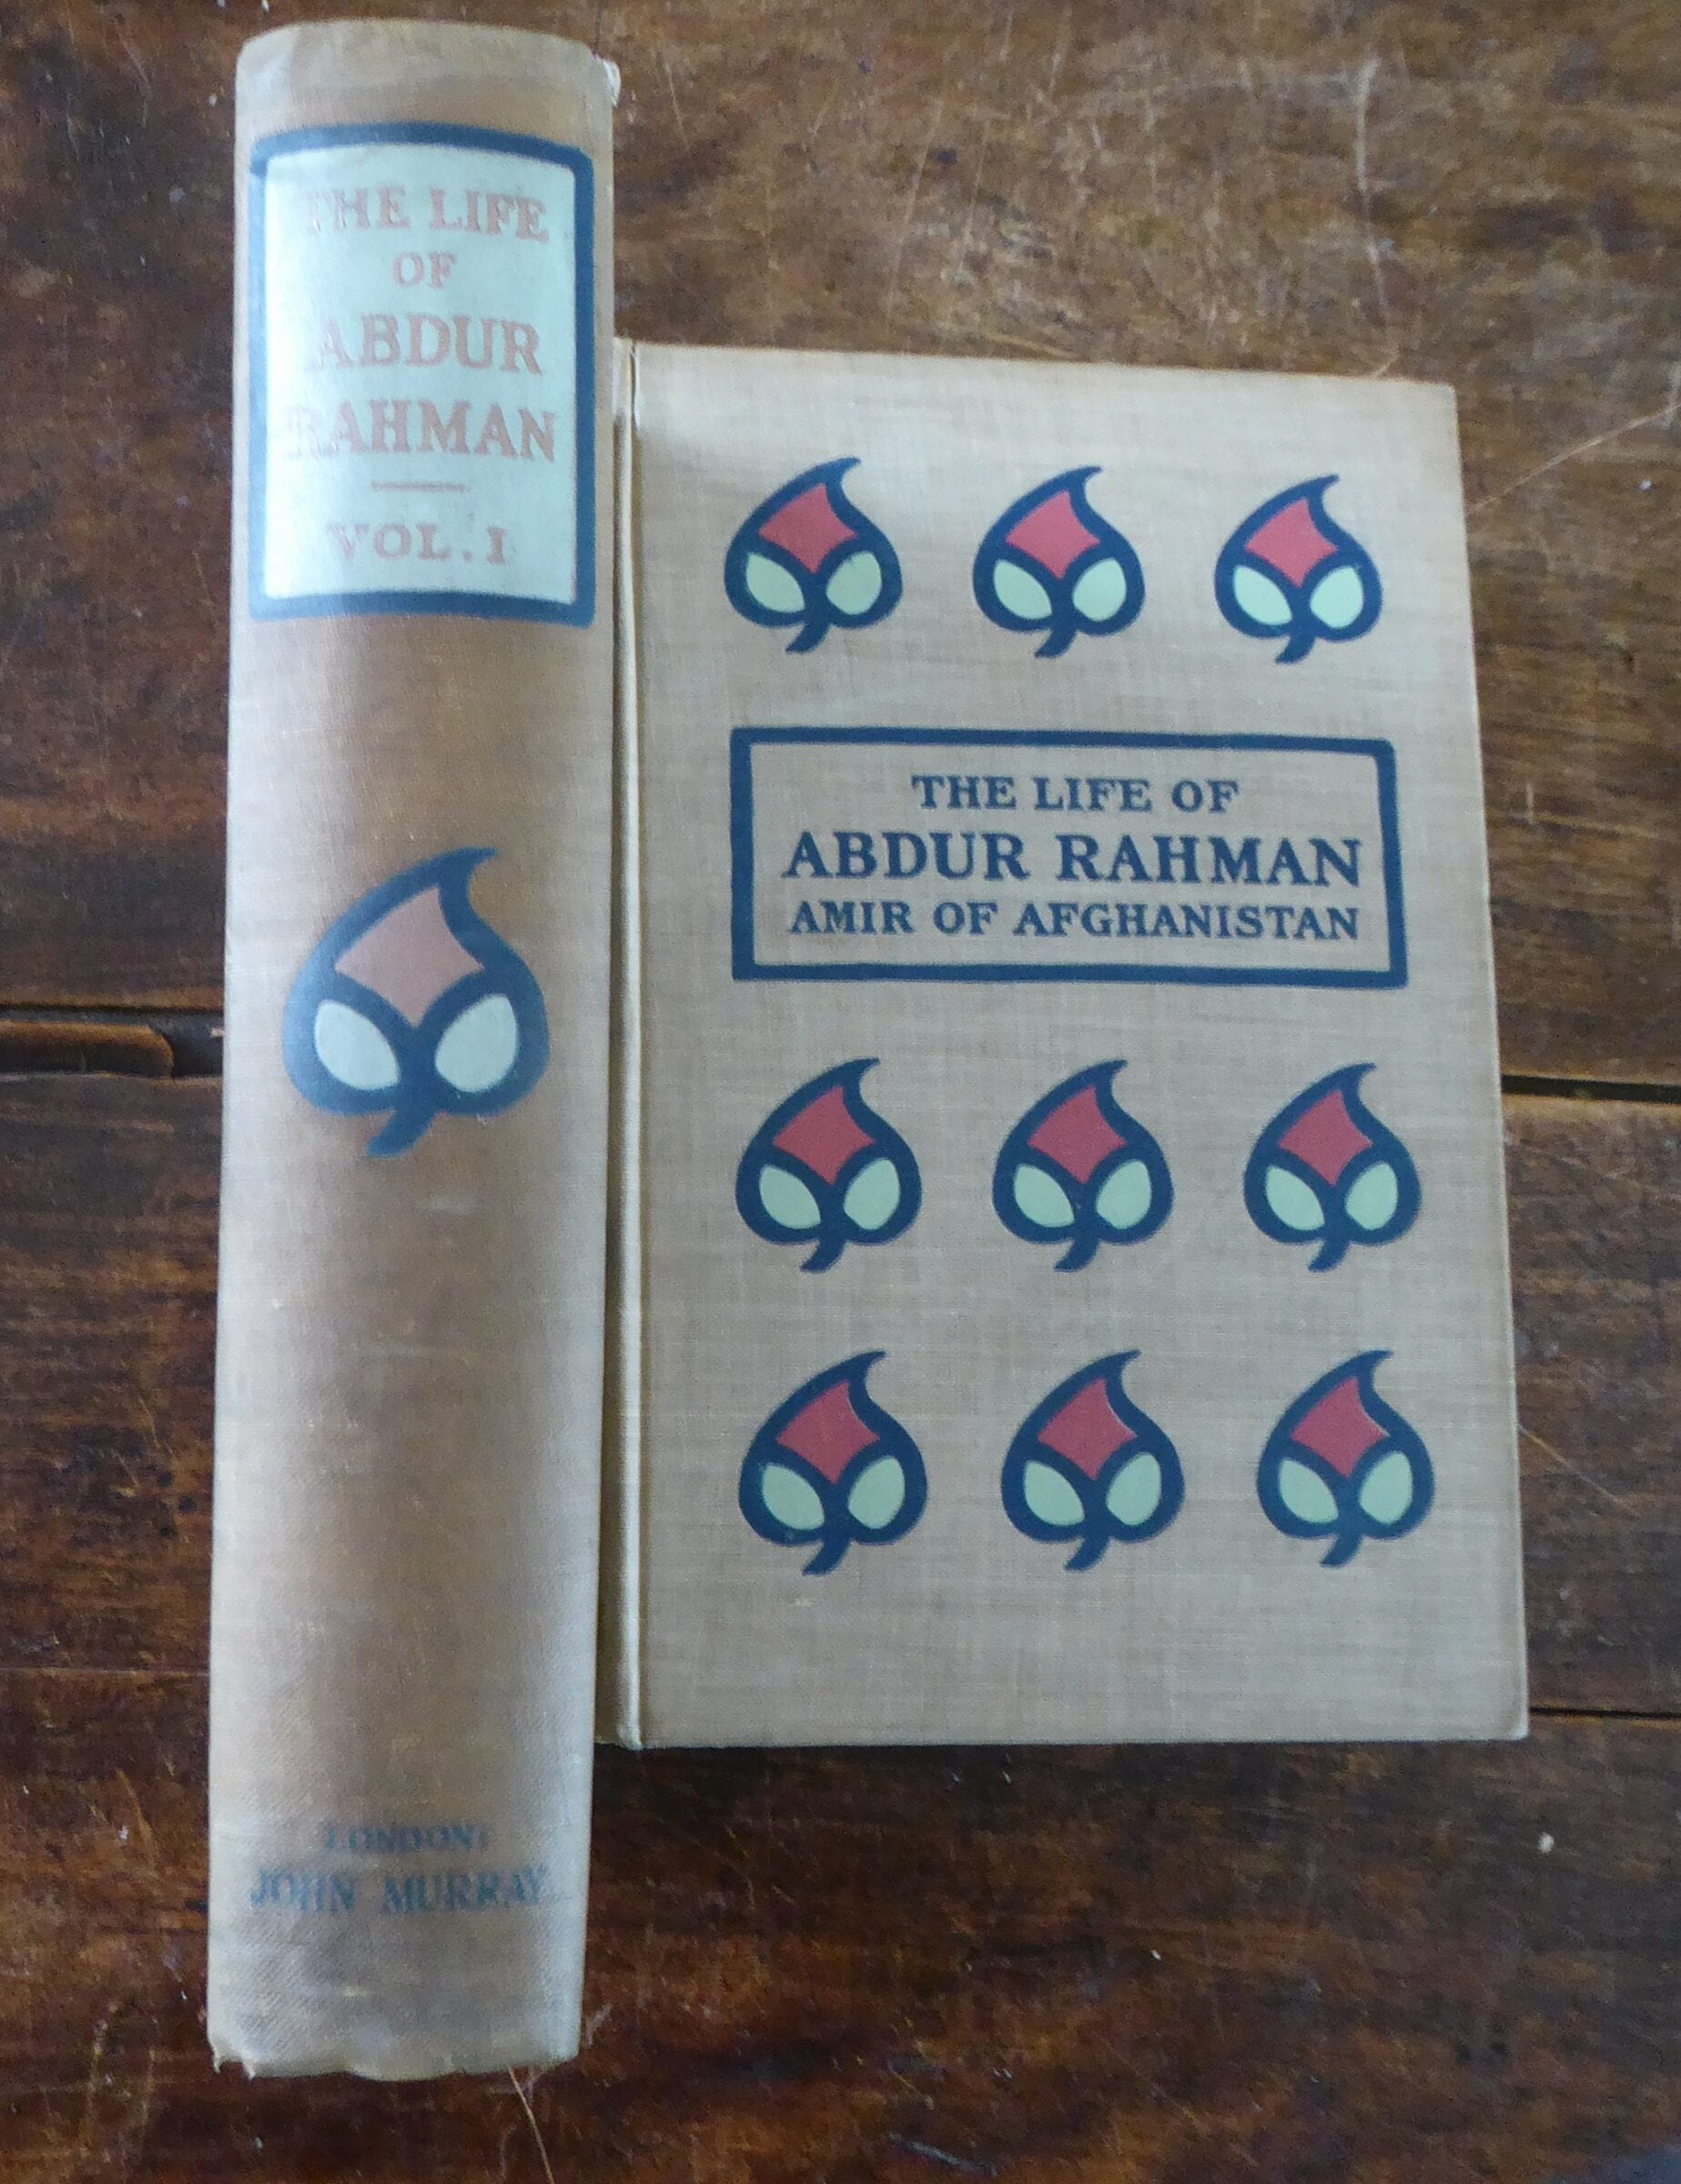 THE LIFE
OF
ABDUR
RAHMAN
VOL. I
LONDON:
JOHN MURRAY
THE LIFE OF
ABDUR RAHMAN
AMIR OF AFGHANISTAN